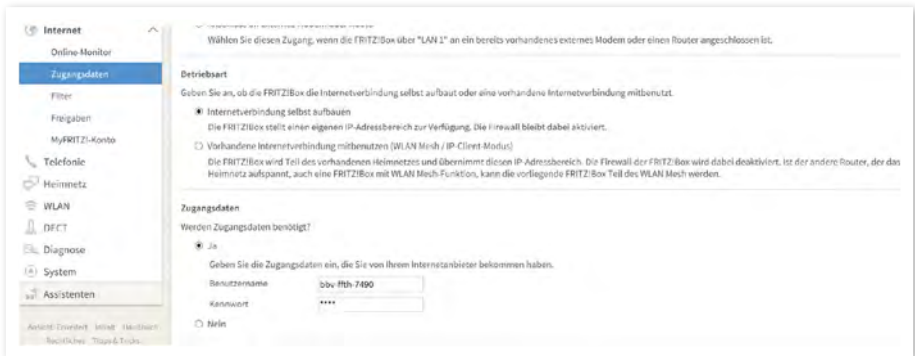 Internet
Online-Monitor
Zugangsdaten
Filter
Freigaben
MyFRITZ!-Konto
Telefonie
Heimnetz
WLAN
DECT
Diagnose
System
Assistenten
Wählen Sie diesen Zugang, wenn die FRITZ!Box über "LAN 1" an ein bereits vorhandenes externes Modem oder einen Router angeschlossen ist.
Betriebsart
Geben Sie an, ob die FRITZ!Box die Internetverbindung selbst aufbaut oder eine vorhandene Internetverbindung mitbenutzt.
Internetverbindung selbst aufbauen
Die FRITZ!Box stellt einen eigenen IP-Adressbereich zur Verfügung. Die Firewall bleibt dabei aktiviert.
Vorhandene Internetverbindung mitbenutzen (WLAN Mesh / IP-Client-Modus)
Die FRITZ!Box wird Teil des vorhandenen Heimnetzes und übernimmt diesen IP-Adressbereich. Die Firewall der FRITZ!Box wird dabei deaktiviert. Ist der andere Router, der das
Heimnetz aufspannt, auch eine FRITZ!Box mit WLAN Mesh-Funktion, kann die vorliegende FRITZ!Box Teil des WLAN Mesh werden.
Zugangsdaten
Werden Zugangsdaten benötigt?
Ja
Geben Sie die Zugangsdaten ein, die Sie von Ihrem Internetanbieter bekommen haben.
Benutzername bbv-ffth-7490
Kennwort ****
Nein